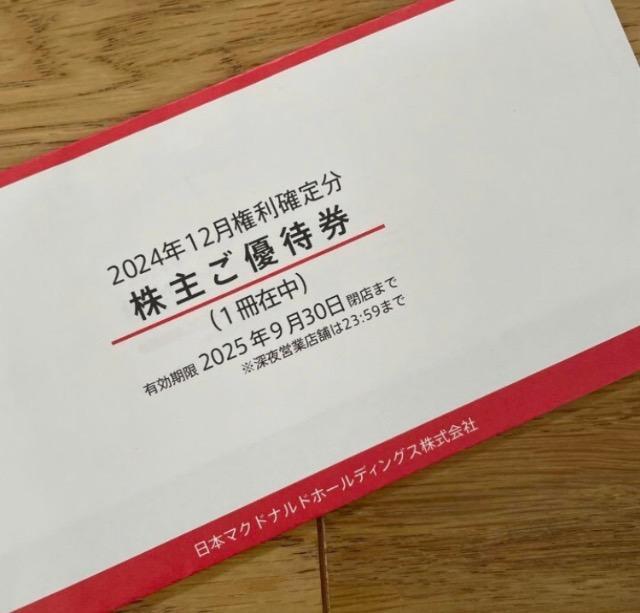 2024年12月権利確定分
株主ご優待券
（1冊在中）
有効期限 2025年9月30日 閉店まで
※深夜営業店舗は23:59まで
日本マクドナルドホールディングス株式会社